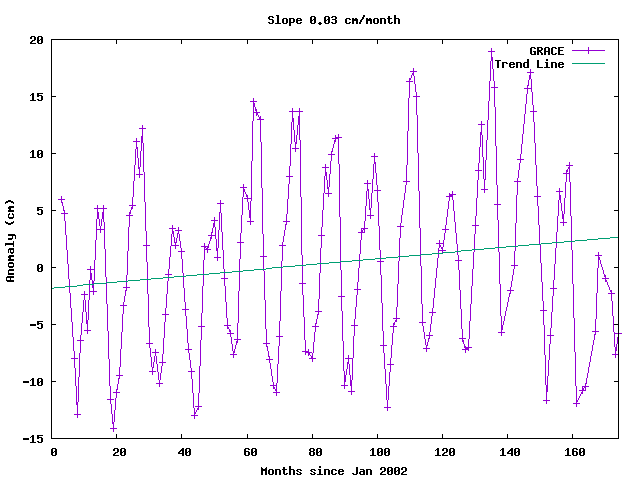 Slope 0.03 cm/month
GRACE
Trend Line
20
15
10
5
0
-5
-10
-15
Anomaly (cm)
0 20 40 60 80 100 120 140 160
Months since Jan 2002